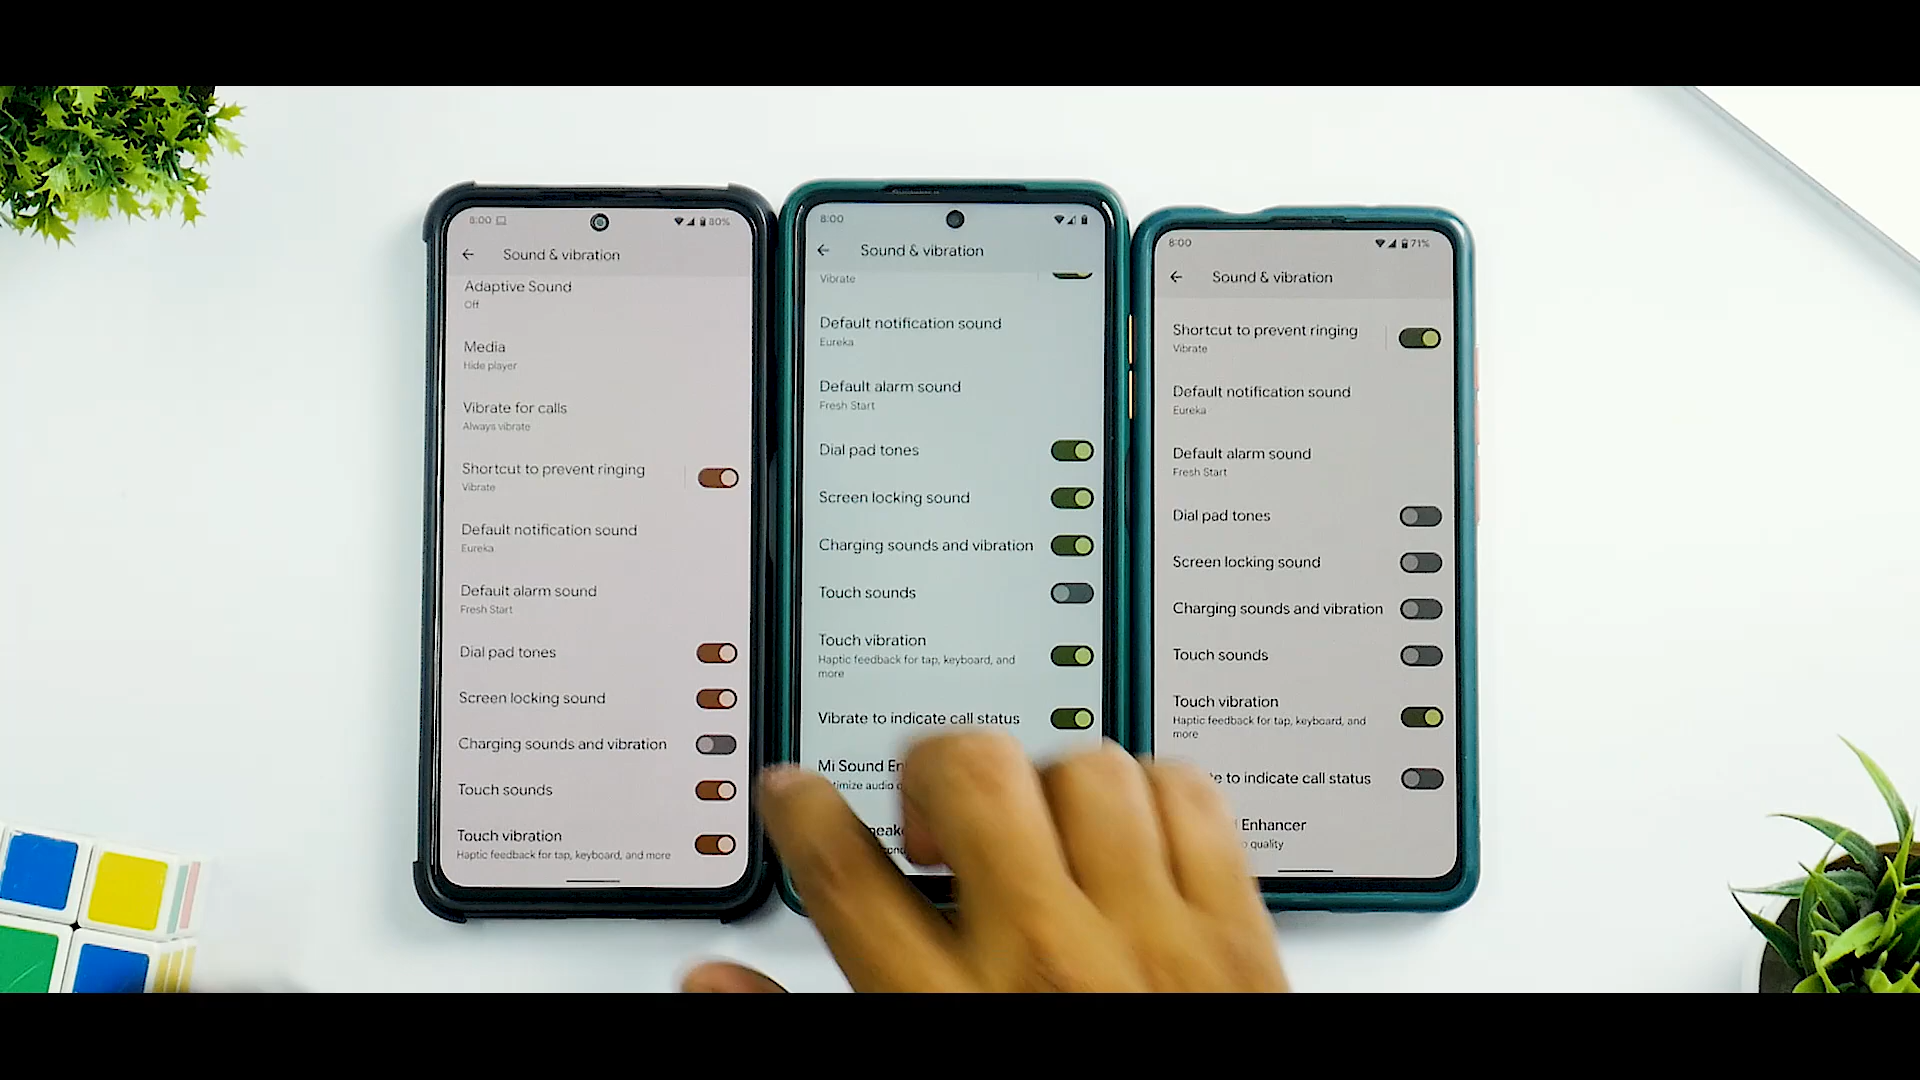 8:00
80%
Sound & vibration
Adaptive Sound
Off
Media
Hide player
Vibrate for calls
Always vibrate
Shortcut to prevent ringing
Vibrate
Default notification sound
Eureka
Default alarm sound
Fresh Start
Dial pad tones
Screen locking sound
Charging sounds and vibration
Touch sounds
Touch vibration
Haptic feedback for tap, keyboard, and more
8:00
Sound & vibration
Vibrate
Default notification sound
Eureka
Default alarm sound
Fresh Start
Dial pad tones
Screen locking sound
Charging sounds and vibration
Touch sounds
Touch vibration
Haptic feedback for tap, keyboard, and
more
Vibrate to indicate call status
Mi Sound En
timize audio
8:00
71%
Sound & vibration
Shortcut to prevent ringing
Vibrate
Default notification sound
Eureka
Default alarm sound
Fresh Start
Dial pad tones
Screen locking sound
Charging sounds and vibration
Touch sounds
Touch vibration
Haptic feedback for tap, keyboard, and
more
to indicate call status
Enhancer
quality